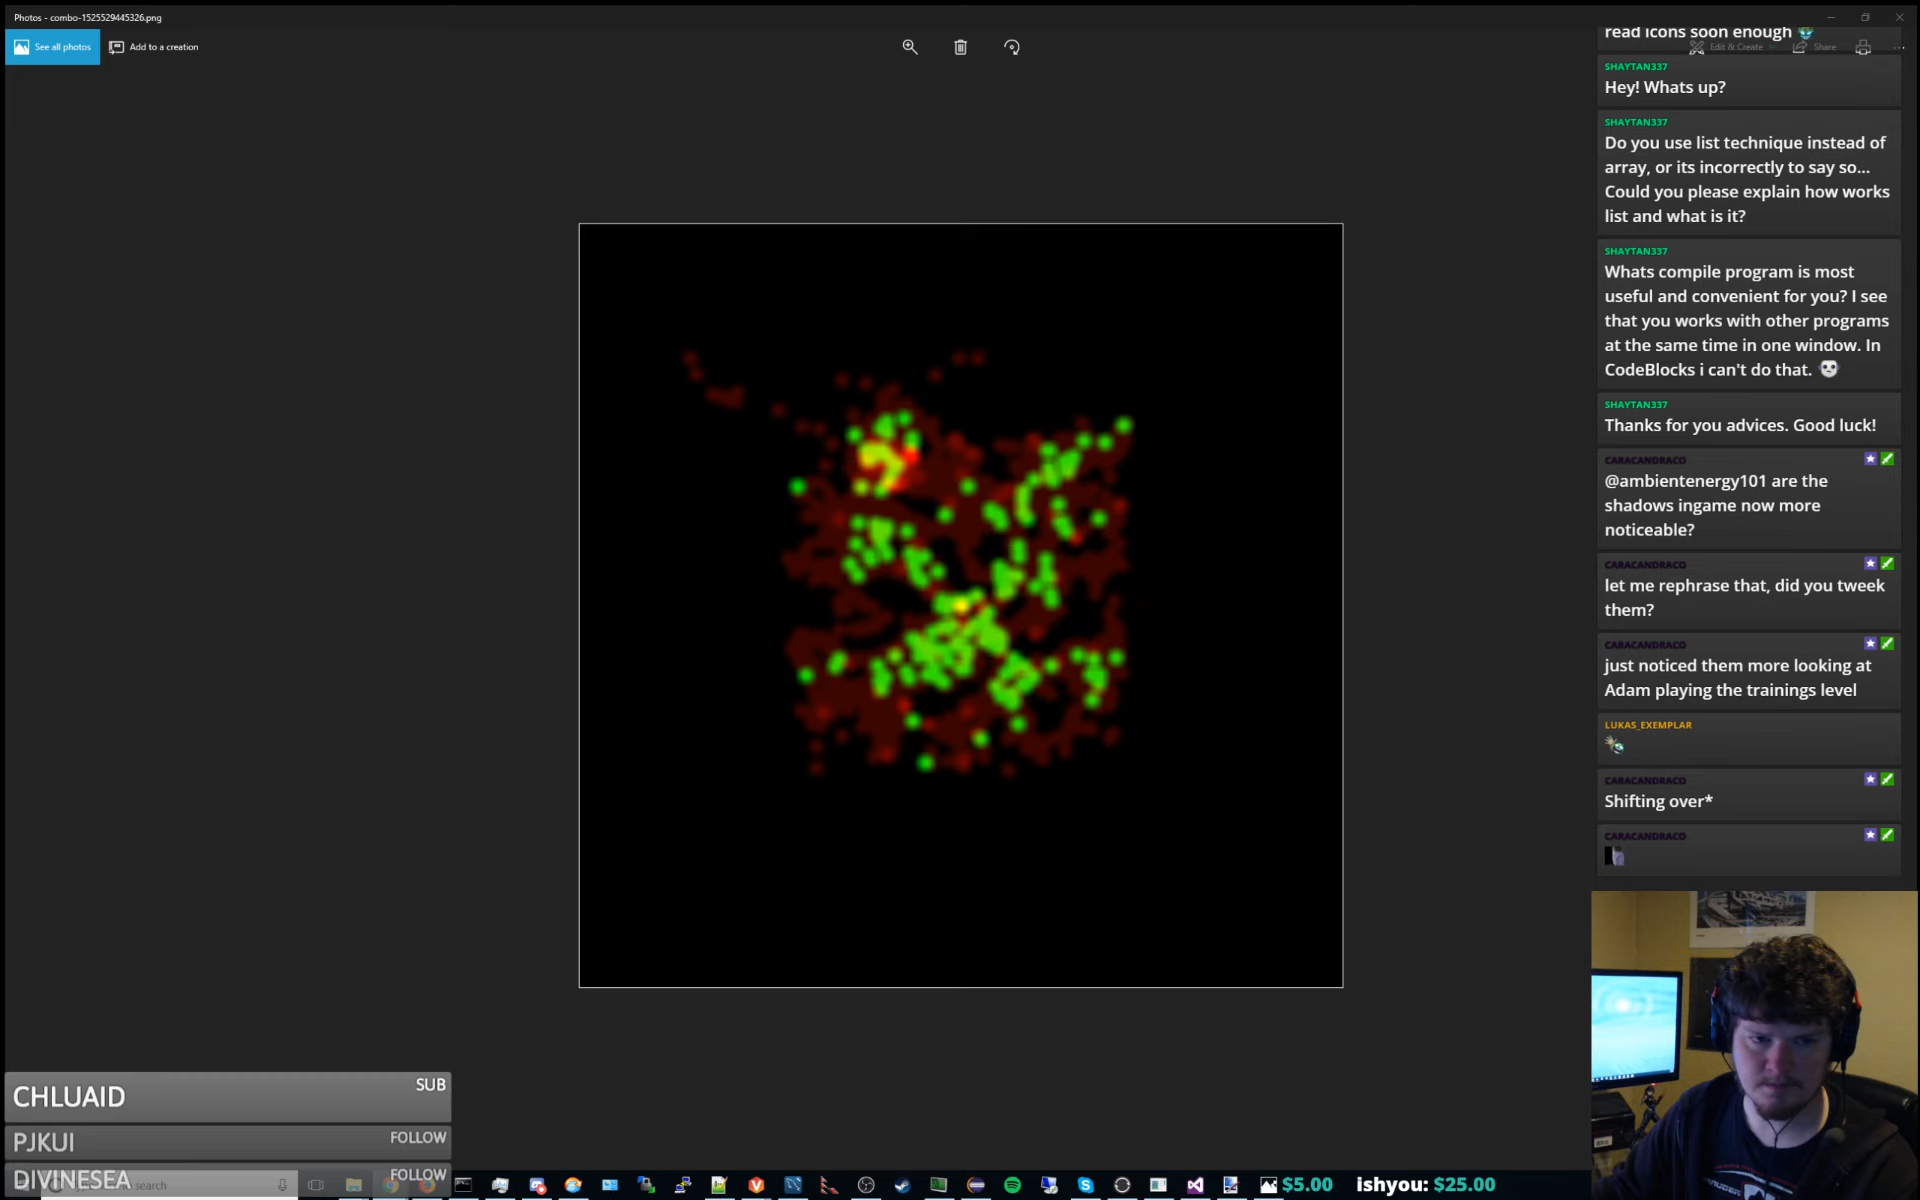 Photos - combo-1525529445326.png
See all photos
Add to a creation
Edit & Create
Share
read icons soon enough
SHAYTAN337
Hey! Whats up?
SHAYTAN337
Do you use list technique instead of
array, or its incorrectly to say so...
Could you please explain how works
list and what is it?
SHAYTAN337
Whats compile program is most
useful and convenient for you? I see
that you works with other programs
at the same time in one window. In
CodeBlocks i can't do that.
SHAYTAN337
Thanks for you advices. Good luck!
CARACANDRACO
@ambientenergy101 are the
shadows ingame now more
noticeable?
CARACANDRACO
let me rephrase that, did you tweek
them?
CARACANDRACO
just noticed them more looking at
Adam playing the trainings level
LUKAS_EXEMPLAR
CARACANDRACO
Shifting over*
CARACANDRACO
CHLUAID
SUB
PJKUI
FOLLOW
DIVINESEA
FOLLOW
search
$5.00
ishyou: $25.00